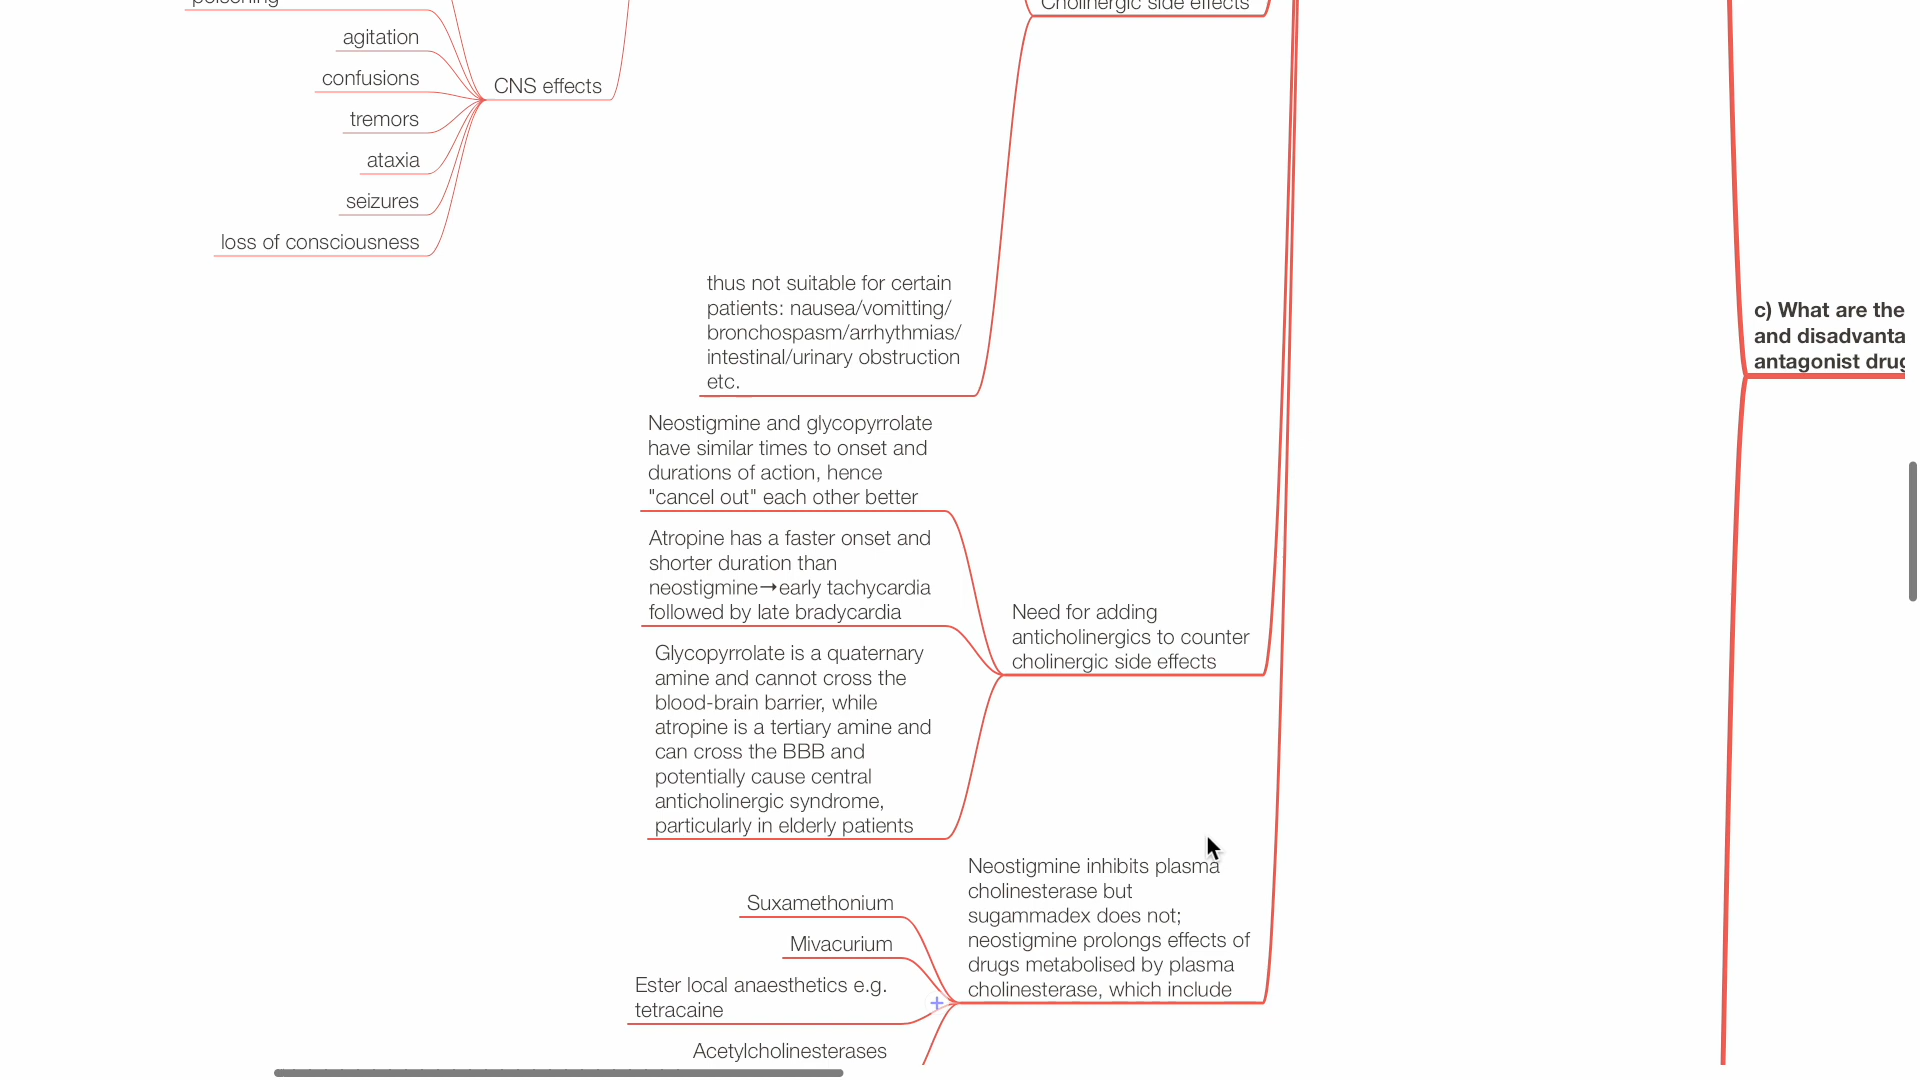 poisoning
agitation
confusions
tremors
ataxia
seizures
loss of consciousness
CNS effects
Cholinergic side effects
thus not suitable for certain
patients: nausea/vomitting/
bronchospasm/arrhythmias/
intestinal/urinary obstruction
etc.
Neostigmine and glycopyrrolate
have similar times to onset and
durations of action, hence
"cancel out" each other better
Atropine has a faster onset and
shorter duration than
neostigmine→early tachycardia
followed by late bradycardia
Glycopyrrolate is a quaternary
amine and cannot cross the
blood-brain barrier, while
atropine is a tertiary amine and
can cross the BBB and
potentially cause central
anticholinergic syndrome,
particularly in elderly patients
Need for adding
anticholinergics to counter
cholinergic side effects
Suxamethonium
Mivacurium
Ester local anaesthetics e.g.
tetracaine
Acetylcholinesterases
Neostigmine inhibits plasma
cholinesterase but
sugammadex does not;
neostigmine prolongs effects of
drugs metabolised by plasma
cholinesterase, which include
c) What are the
and disadvanta
antagonist drug